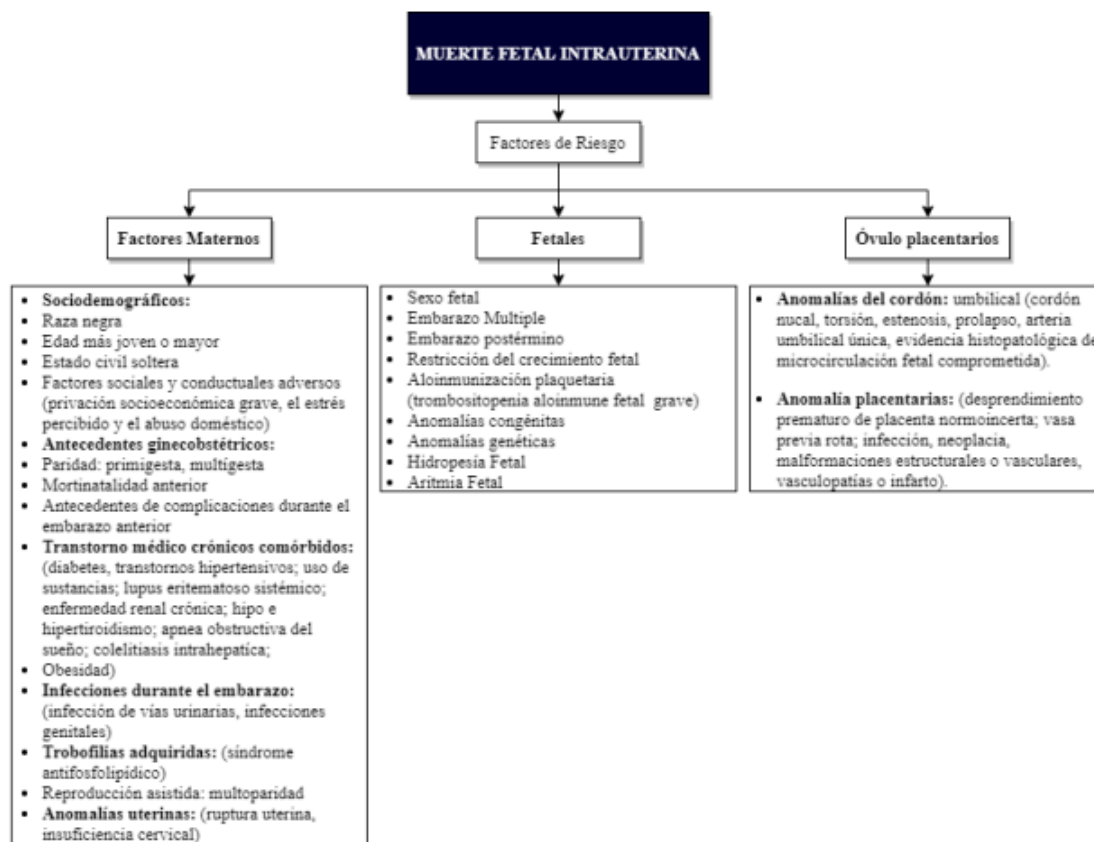 MUERTE FETAL INTRAUTERINA
Factores de Riesgo
Factores Maternos
• Sociodemográficos:
• Raza negra
• Edad más joven o mayor
• Estado civil soltera
• Factores sociales y conductuales adversos
(privación socioeconómica grave, el estrés
percibido y el abuso doméstico)
• Antecedentes ginecobstétricos:
• Paridad: primigesta, multígesta
• Mortinatalidad anterior
• Antecedentes de complicaciones durante el
embarazo anterior
• Transtorno médico crónicos comórbidos:
(diabetes, transtornos hipertensivos; uso de
sustancias; lupus eritematoso sistémico;
enfermedad renal crónica; hipo e
hipertiroidismo; apnea obstructiva del
sueño; colelitiasis intrahepatíca;
• Obesidad)
• Infecciones durante el embarazo:
(infección de vías urinarias, infecciones
genitales)
• Trobofilias adquiridas: (síndrome
antifosfolipídico)
• Reproducción asistida: multoparidad
• Anomalías uterinas: (ruptura uterina,
insuficiencia cervical)
Fetales
• Sexo fetal
• Embarazo Multiple
• Embarazo postérmino
• Restricción del crecimiento fetal
• Aloinmunización plaquetaria
(trombositopenia aloinmune fetal grave)
• Anomalías congénitas
• Anomalías genéticas
• Hidropesía Fetal
• Aritmia Fetal
Óvulo placentarios
• Anomalías del cordón: umbilical (cordón
nucal, torsión, estenosis, prolapso, arteria
umbilical única, evidencia histopatológica de
microcirculación fetal comprometida).
• Anomalía placentarias: (desprendimiento
prematuro de placenta normoincerta; vasa
previa rota; infección, neoplacia,
malformaciones estructurales o vasculares,
vasculopatías o infarto).